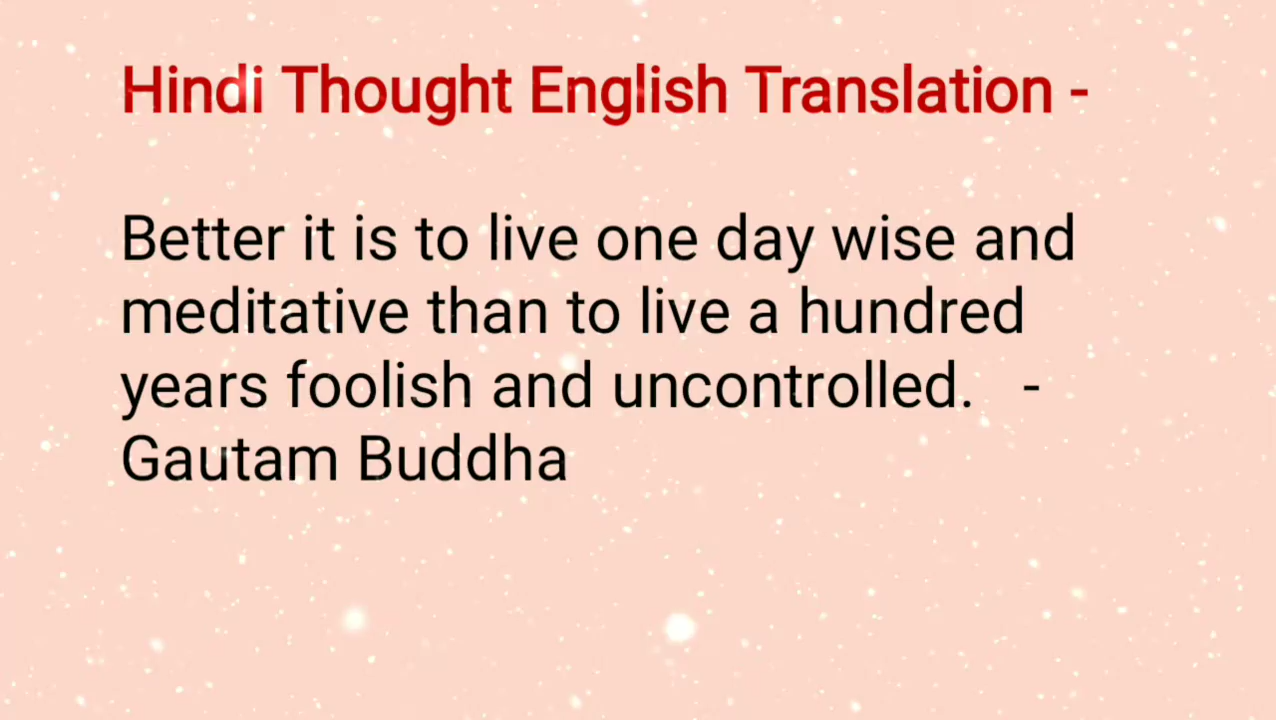 Hindi Thought English Translation -
Better it is to live one day wise and
meditative than to live a hundred
years foolish and uncontrolled.   -
Gautam Buddha